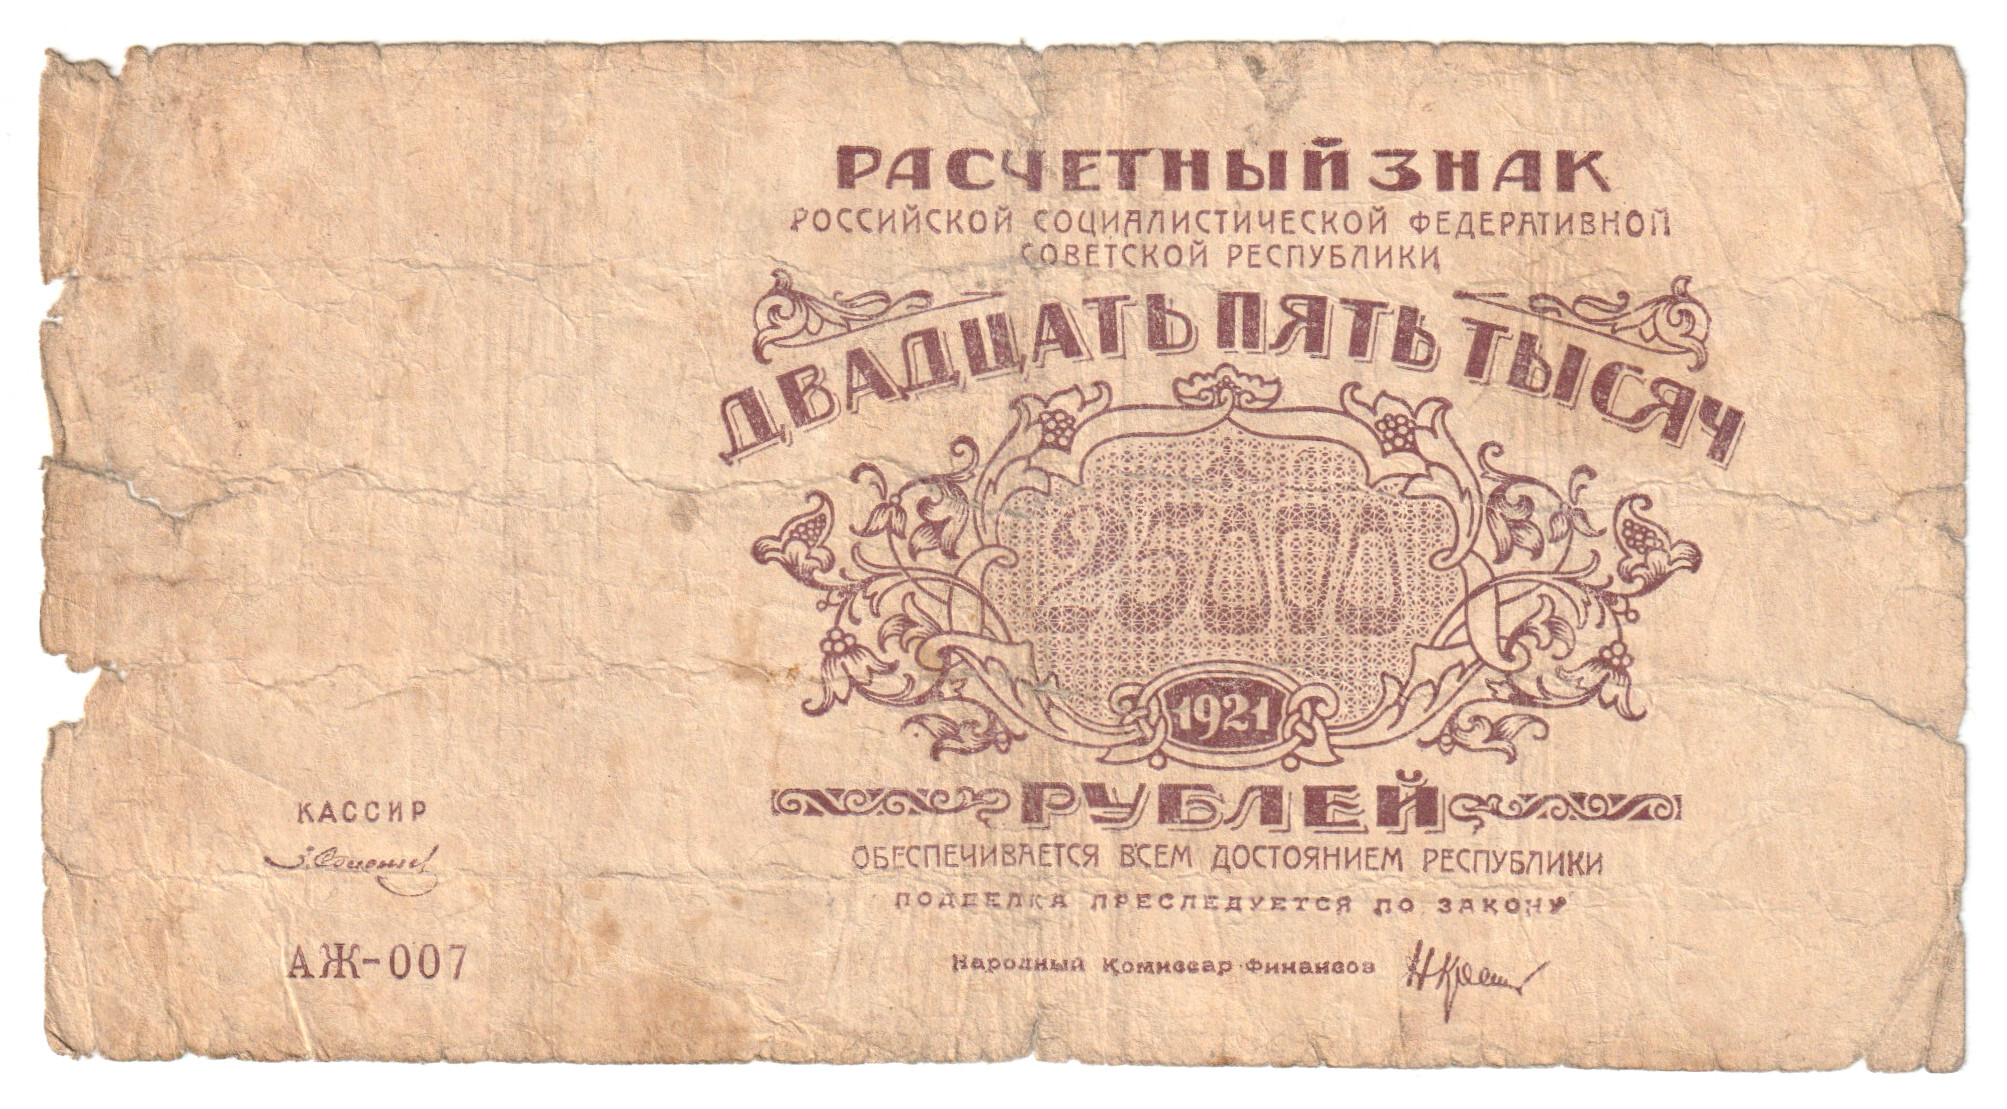 РАСЧЕТНЫЙ ЗНАК
РОССИЙСКОЙ СОЦИАЛИСТИЧЕСКОЙ ФЕДЕРАТИВНОЙ
СОВЕТСКОЙ РЕСПУБЛИКИ
ДВАДЦАТЬ ПЯТЬ ТЫСЯЧ
25000
1921
РУБЛЕЙ
ОБЕСПЕЧИВАЕТСЯ ВСЕМ ДОСТОЯНИЕМ РЕСПУБЛИКИ
ПОДДЕЛКА ПРЕСЛЕДУЕТСЯ ПО ЗАКОНУ
Народный Комиссар Финансов
КАССИР
АЖ-007